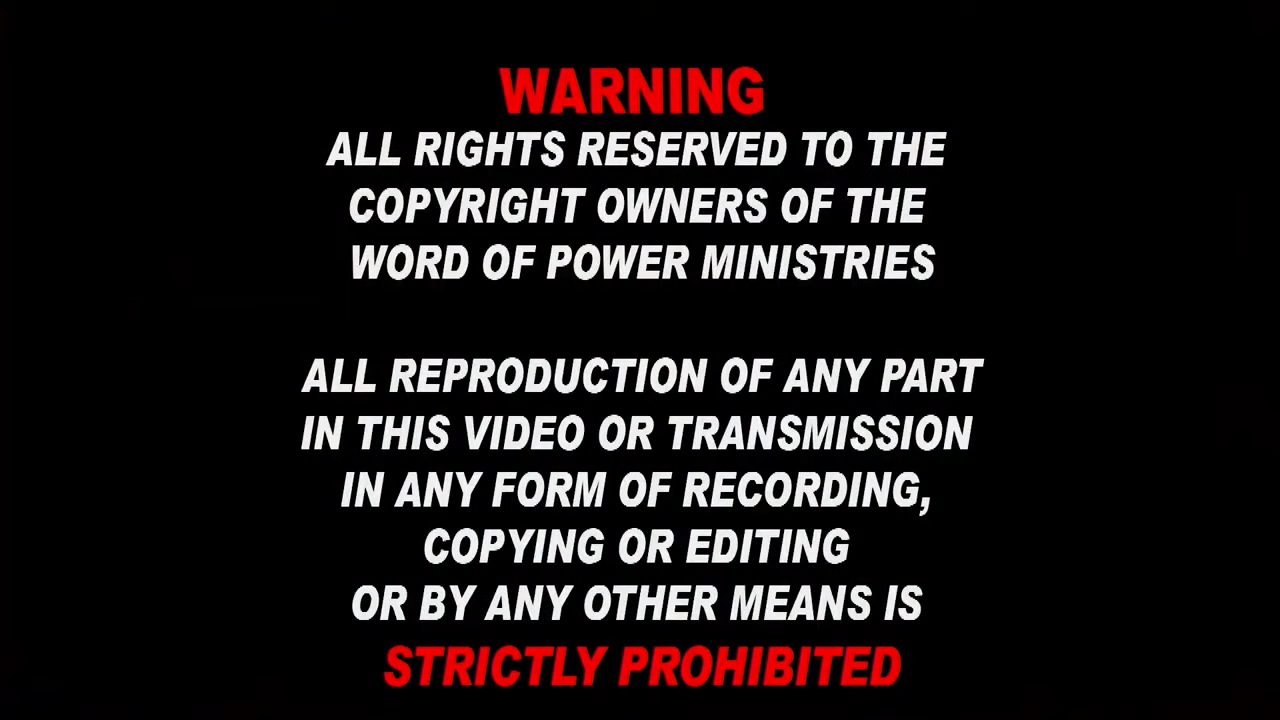 WARNING
ALL RIGHTS RESERVED TO THE
COPYRIGHT OWNERS OF THE
WORD OF POWER MINISTRIES
ALL REPRODUCTION OF ANY PART
IN THIS VIDEO OR TRANSMISSION
IN ANY FORM OF RECORDING,
COPYING OR EDITING
OR BY ANY OTHER MEANS IS
STRICTLY PROHIBITED